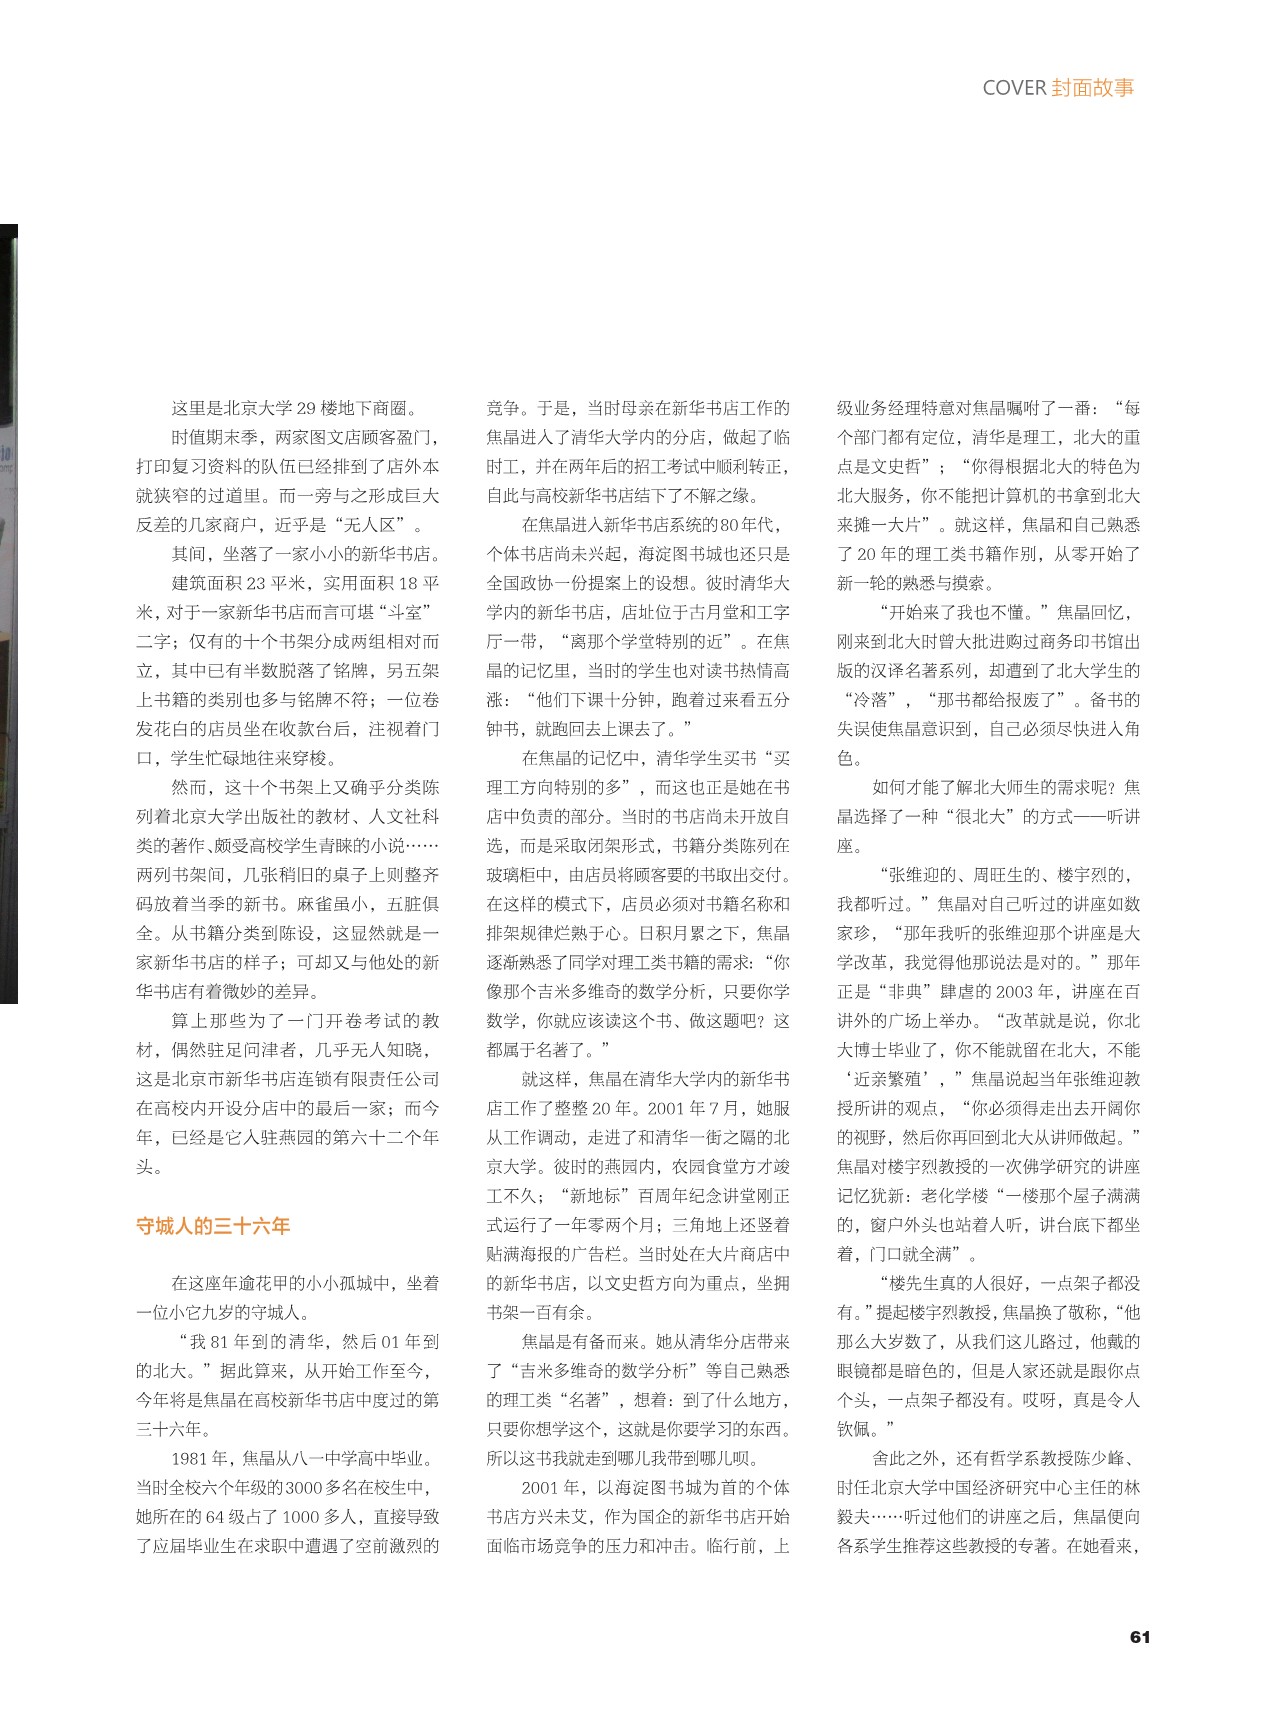 COVER 封面故事
这里是北京大学 29 楼地下商圈。
时值期末季，两家图文店顾客盈门，
打印复习资料的队伍已经排到了店外本
就狭窄的过道里。而一旁与之形成巨大
反差的几家商户，近乎是“无人区”。
其间，坐落了一家小小的新华书店。
建筑面积 23 平米，实用面积 18 平
米，对于一家新华书店而言可堪“斗室”
二字；仅有的十个书架分成两组相对而
立，其中已有半数脱落了铭牌，另五架
上书籍的类别也多与铭牌不符；一位卷
发花白的店员坐在收款台后，注视着门
口，学生忙碌地往来穿梭。
然而，这十个书架上又确乎分类陈
列着北京大学出版社的教材、人文社科
类的著作、颇受高校学生青睐的小说……
两列书架间，几张稍旧的桌子上则整齐
码放着当季的新书。麻雀虽小，五脏俱
全。从书籍分类到陈设，这显然就是一
家新华书店的样子；可却又与他处的新
华书店有着微妙的差异。
算上那些为了一门开卷考试的教
材，偶然驻足问津者，几乎无人知晓，
这是北京市新华书店连锁有限责任公司
在高校内开设分店中的最后一家；而今
年，已经是它入驻燕园的第六十二个年
头。
守城人的三十六年
在这座年逾花甲的小小孤城中，坐着
一位小它九岁的守城人。
“我 81 年到的清华，然后 01 年到
的北大。”据此算来，从开始工作至今，
今年将是焦晶在高校新华书店中度过的第
三十六年。
1981 年，焦晶从八一中学高中毕业。
当时全校六个年级的3000多名在校生中，
她所在的 64 级占了 1000 多人，直接导致
了应届毕业生在求职中遭遇了空前激烈的
竞争。于是，当时母亲在新华书店工作的
焦晶进入了清华大学内的分店，做起了临
时工，并在两年后的招工考试中顺利转正，
自此与高校新华书店结下了不解之缘。
在焦晶进入新华书店系统的80年代，
个体书店尚未兴起，海淀图书城也还只是
全国政协一份提案上的设想。彼时清华大
学内的新华书店，店址位于古月堂和工字
厅一带，“离那个学堂特别的近”。在焦
晶的记忆里，当时的学生也对读书热情高
涨：“他们下课十分钟，跑着过来看五分
钟书，就跑回去上课去了。”
在焦晶的记忆中，清华学生买书“买
理工方向特别的多”，而这也正是她在书
店中负责的部分。当时的书店尚未开放自
选，而是采取闭架形式，书籍分类陈列在
玻璃柜中，由店员将顾客要的书取出交付。
在这样的模式下，店员必须对书籍名称和
排架规律烂熟于心。日积月累之下，焦晶
逐渐熟悉了同学对理工类书籍的需求：“你
像那个吉米多维奇的数学分析，只要你学
数学，你就应该读这个书、做这题吧？这
都属于名著了。”
就这样，焦晶在清华大学内的新华书
店工作了整整 20 年。2001 年 7 月，她服
从工作调动，走进了和清华一街之隔的北
京大学。彼时的燕园内，农园食堂方才竣
工不久；“新地标”百周年纪念讲堂刚正
式运行了一年零两个月；三角地上还竖着
贴满海报的广告栏。当时处在大片商店中
的新华书店，以文史哲方向为重点，坐拥
书架一百有余。
焦晶是有备而来。她从清华分店带来
了“吉米多维奇的数学分析”等自己熟悉
的理工类“名著”，想着：到了什么地方，
只要你想学这个，这就是你要学习的东西。
所以这书我就走到哪儿我带到哪儿呗。
2001 年，以海淀图书城为首的个体
书店方兴未艾，作为国企的新华书店开始
面临市场竞争的压力和冲击。临行前，上
级业务经理特意对焦晶嘱咐了一番：“每
个部门都有定位，清华是理工，北大的重
点是文史哲”；“你得根据北大的特色为
北大服务，你不能把计算机的书拿到北大
来摊一大片”。就这样，焦晶和自己熟悉
了 20 年的理工类书籍作别，从零开始了
新一轮的熟悉与摸索。
“开始来了我也不懂。”焦晶回忆，
刚来到北大时曾大批进购过商务印书馆出
版的汉译名著系列，却遭到了北大学生的
“冷落”，“那书都给报废了”。备书的
失误使焦晶意识到，自己必须尽快进入角
色。
如何才能了解北大师生的需求呢？焦
晶选择了一种“很北大”的方式——听讲
座。
“张维迎的、周旺生的、楼宇烈的，
我都听过。”焦晶对自己听过的讲座如数
家珍，“那年我听的张维迎那个讲座是大
学改革，我觉得他那说法是对的。”那年
正是“非典”肆虐的 2003 年，讲座在百
讲外的广场上举办。“改革就是说，你北
大博士毕业了，你不能就留在北大，不能
‘近亲繁殖’，”焦晶说起当年张维迎教
授所讲的观点，“你必须得走出去开阔你
的视野，然后你再回到北大从讲师做起。”
焦晶对楼宇烈教授的一次佛学研究的讲座
记忆犹新：老化学楼“一楼那个屋子满满
的，窗户外头也站着人听，讲台底下都坐
着，门口就全满”。
“楼先生真的人很好，一点架子都没
有。”提起楼宇烈教授，焦晶换了敬称，“他
那么大岁数了，从我们这儿路过，他戴的
眼镜都是暗色的，但是人家还就是跟你点
个头，一点架子都没有。哎呀，真是令人
钦佩。”
舍此之外，还有哲学系教授陈少峰、
时任北京大学中国经济研究中心主任的林
毅夫……听过他们的讲座之后，焦晶便向
各系学生推荐这些教授的专著。在她看来，
61